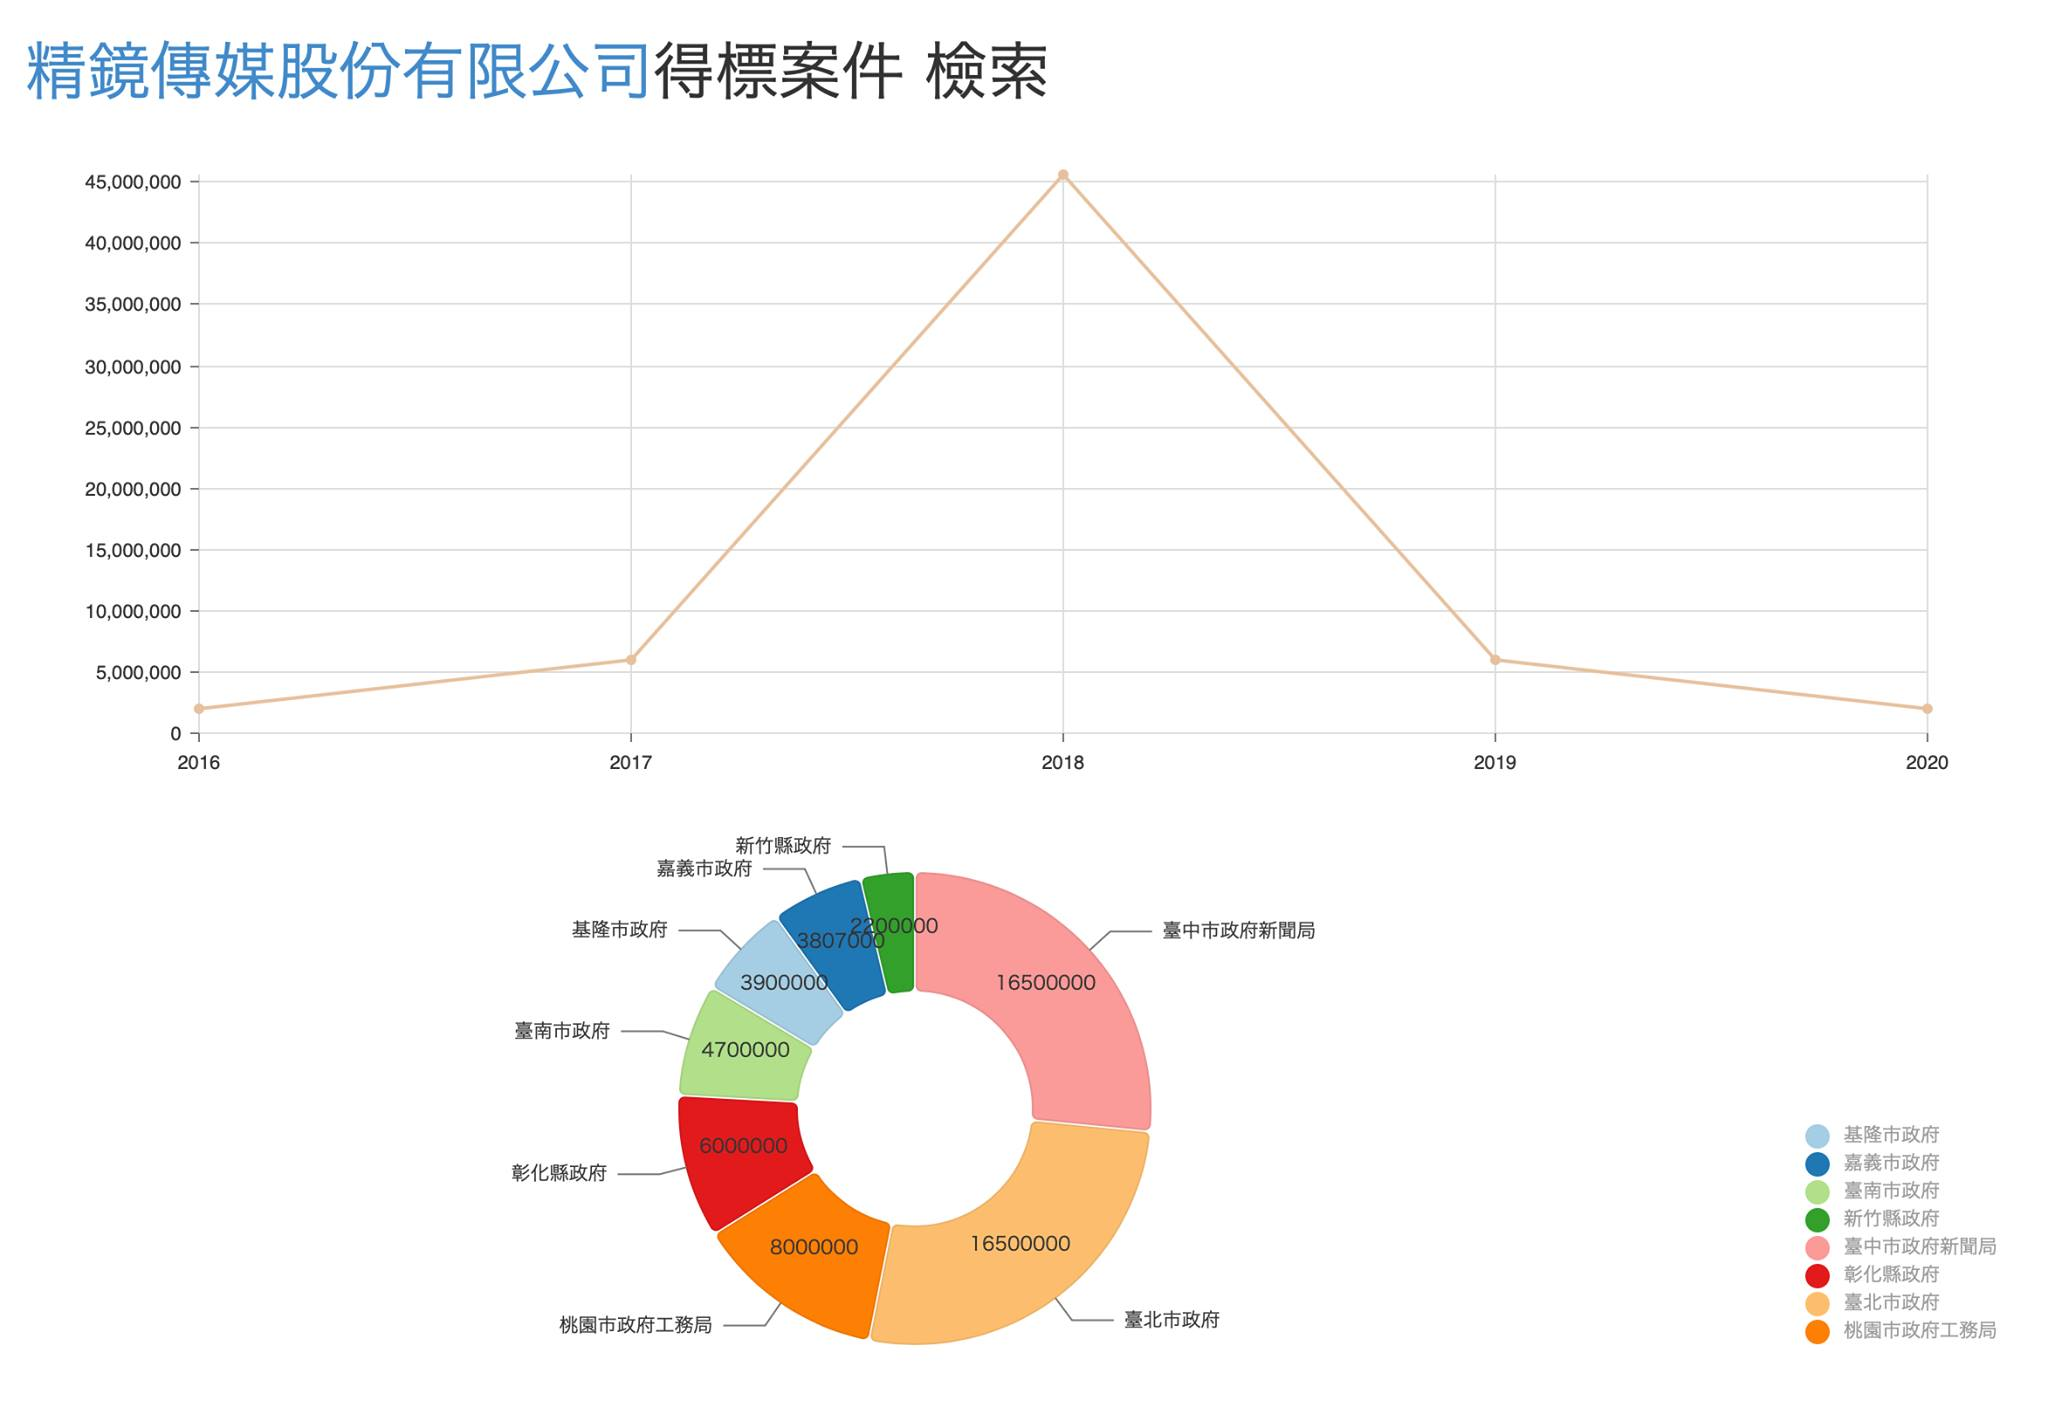 精鏡傳媒股份有限公司得標案件 檢索
45,000,000
40,000,000
35,000,000
30,000,000
25,000,000
20,000,000
15,000,000
10,000,000
5,000,000
0
2016 2017 2018 2019 2020
新竹縣政府
嘉義市政府
基隆市政府
臺南市政府
彰化縣政府
桃園市政府工務局
臺中市政府新聞局
臺北市政府
2200000
3807000
3900000
4700000
6000000
8000000
16500000
16500000
基隆市政府
嘉義市政府
臺南市政府
新竹縣政府
臺中市政府新聞局
彰化縣政府
臺北市政府
桃園市政府工務局